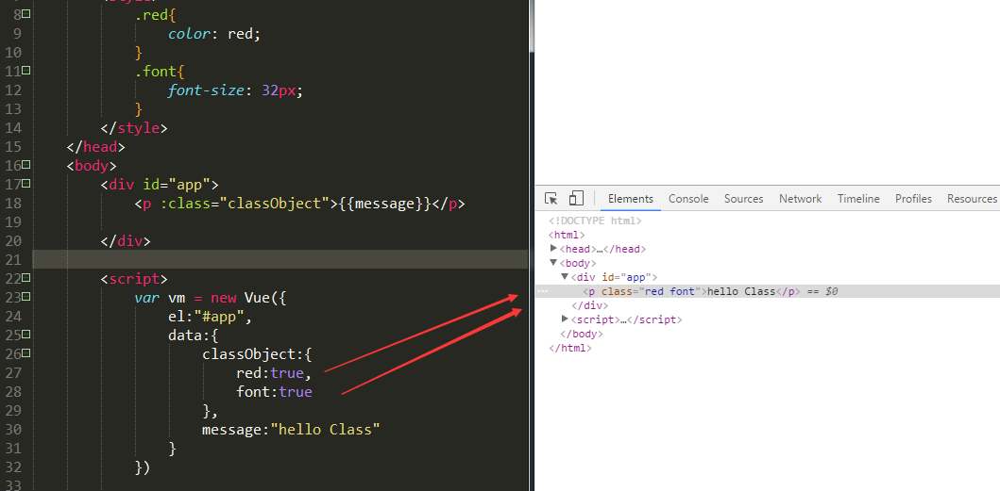 8 .red{
9 color: red;
10 }
11 .font{
12 font-size: 32px;
13 }
14 </style>
15 </head>
16 <body>
17 <div id="app">
18 <p :class="classObject">{{message}}</p>
19
20 </div>
21
22 <script>
23 var vm = new Vue({
24 el:"#app",
25 data:{
26 classObject:{
27 red:true,
28 font:true
29 },
30 message:"hello Class"
31 }
32 })
33
Elements Console Sources Network Timeline Profiles Resources
<!DOCTYPE html>
<html>
<head>…</head>
<body>
<div id="app">
<p class="red font">hello Class</p> == $0
</div>
<script>…</script>
</body>
</html>